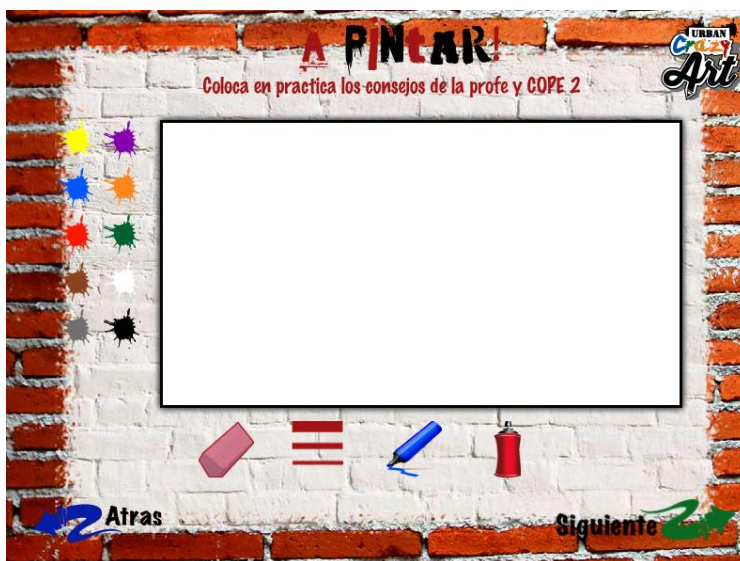 A PiNtAR!
URBAN
Crazy
Art
Coloca en practica los consejos de la profe y COPE 2
Atras
Siguiente